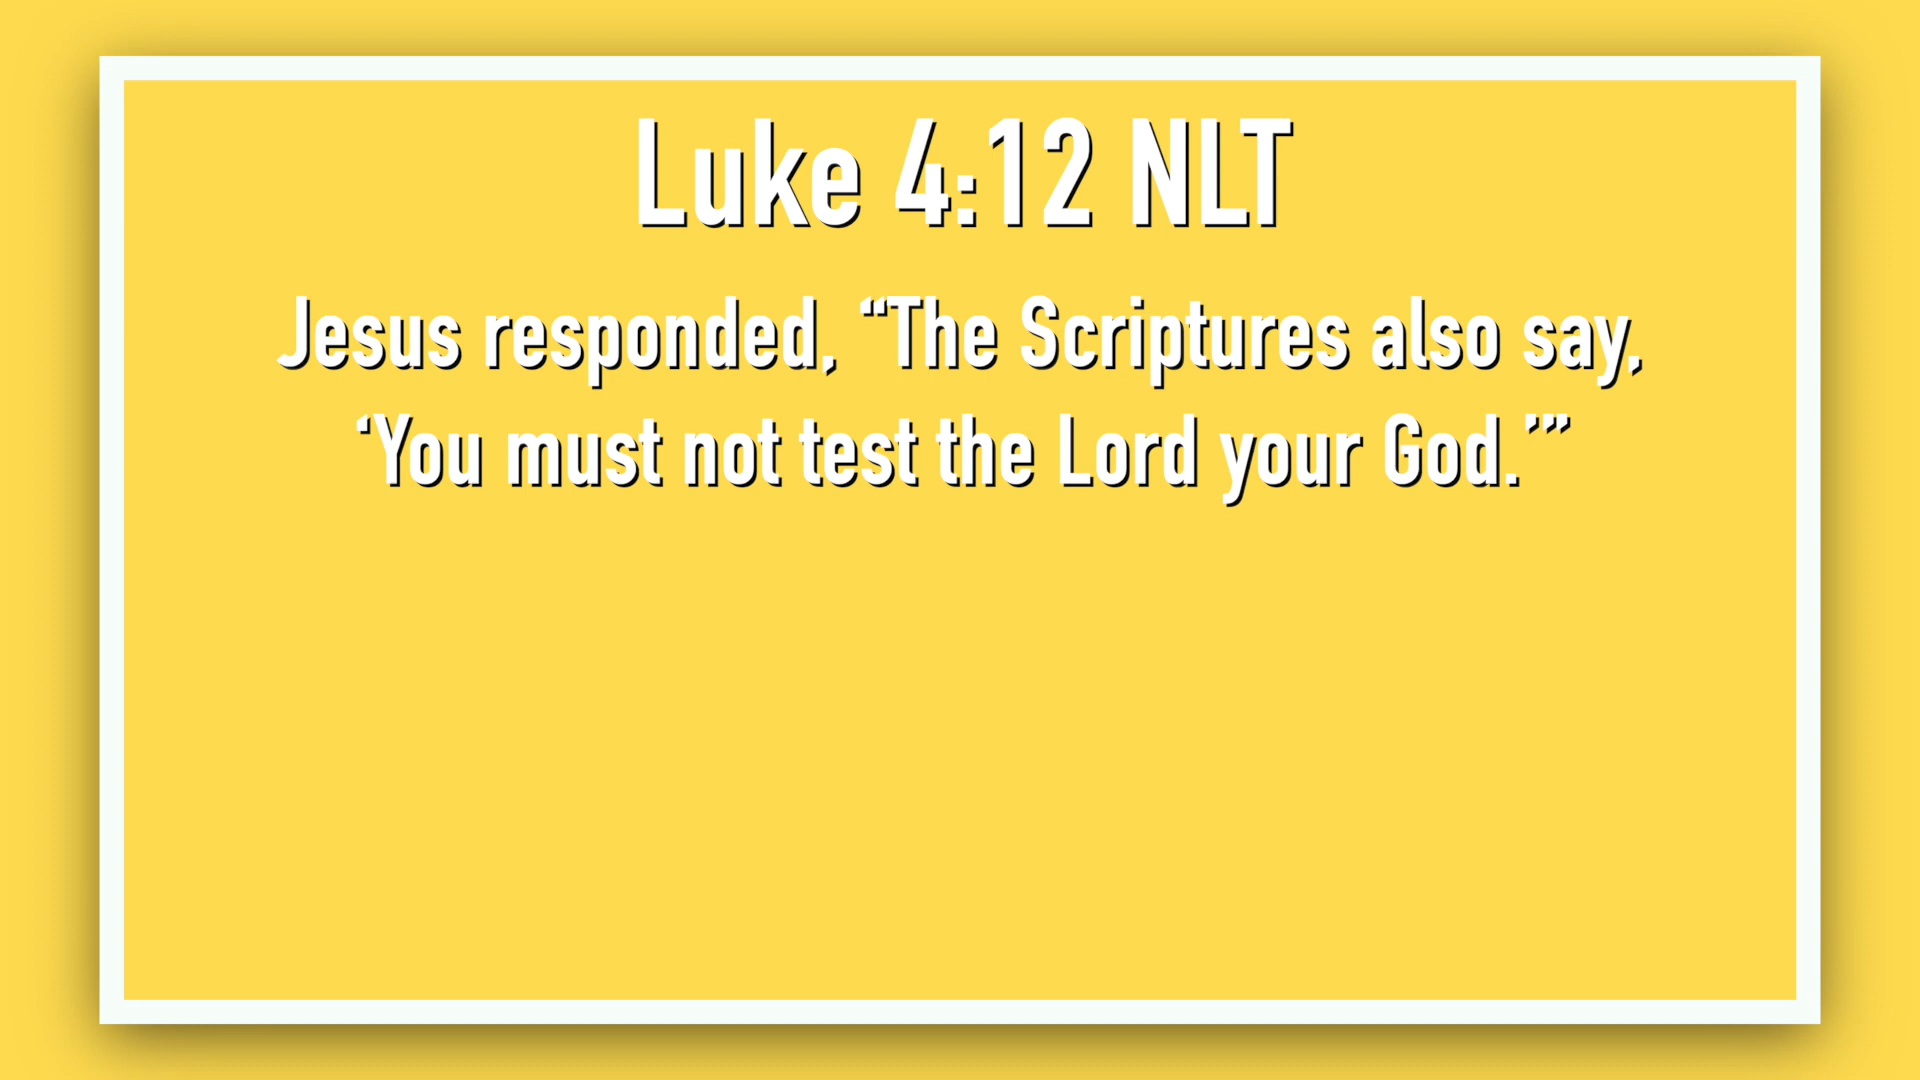 Luke 4:12 NLT
Jesus responded, “The Scriptures also say,
‘You must not test the Lord your God.’”